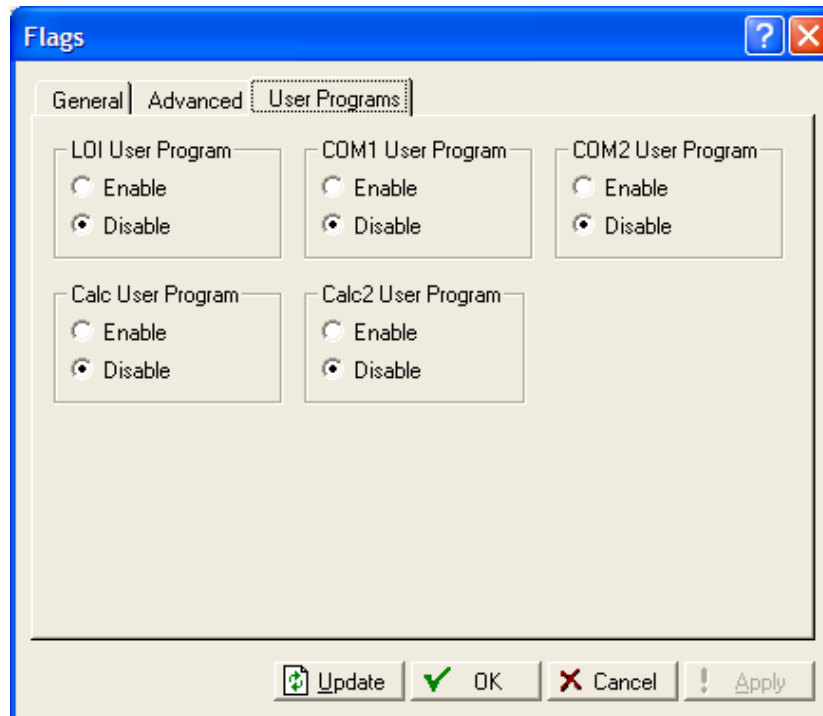 Flags
General Advanced User Programs
LOI User Program COM1 User Program COM2 User Program
Enable Enable Enable
Disable Disable Disable
Calc User Program Calc2 User Program
Enable Enable
Disable Disable
Update OK Cancel ! Apply